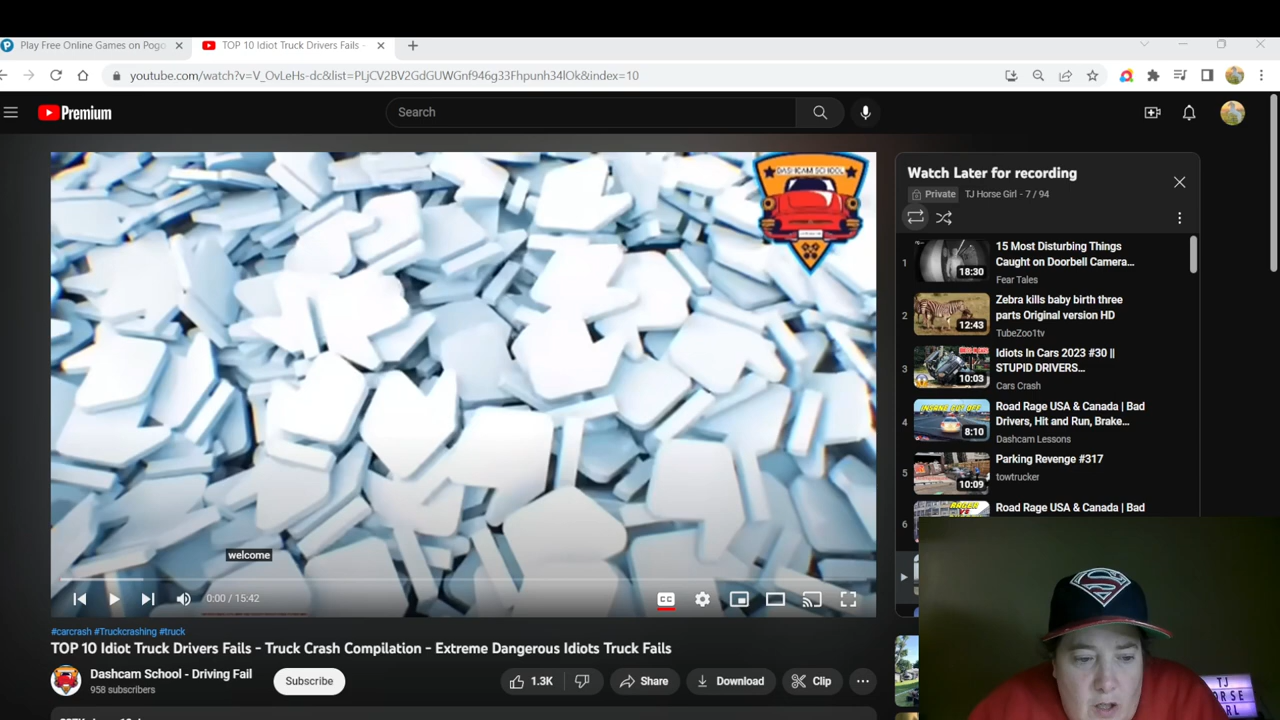 Play Free Online Games on Pogo
TOP 10 Idiot Truck Drivers Fails -
youtube.com/watch?v=V_OvLeHs-dc&list=PLjCV2BV2GdGUWGnf946g33Fhpunh34lOk&index=10
Premium
Search
DASHCAM SCHOOL
welcome
0:00 / 15:42
CC
#carcrash #Truckcrashing #truck
TOP 10 Idiot Truck Drivers Fails - Truck Crash Compilation - Extreme Dangerous Idiots Truck Fails
Dashcam School - Driving Fail
958 subscribers
Subscribe
1.3K
Share
Download
Clip
Watch Later for recording
Private
TJ Horse Girl - 7 / 94
1
18:30
15 Most Disturbing Things
Caught on Doorbell Camera...
Fear Tales
2
12:43
Zebra kills baby birth three
parts Original version HD
TubeZoo1tv
3
10:03
Idiots In Cars 2023 #30 ||
STUPID DRIVERS...
Cars Crash
4
INSANE CUT OFF
8:10
Road Rage USA & Canada | Bad
Drivers, Hit and Run, Brake...
Dashcam Lessons
5
10:09
Parking Revenge #317
towtrucker
6
Road Rage USA & Canada | Bad
TJ
HORSE
GIRL